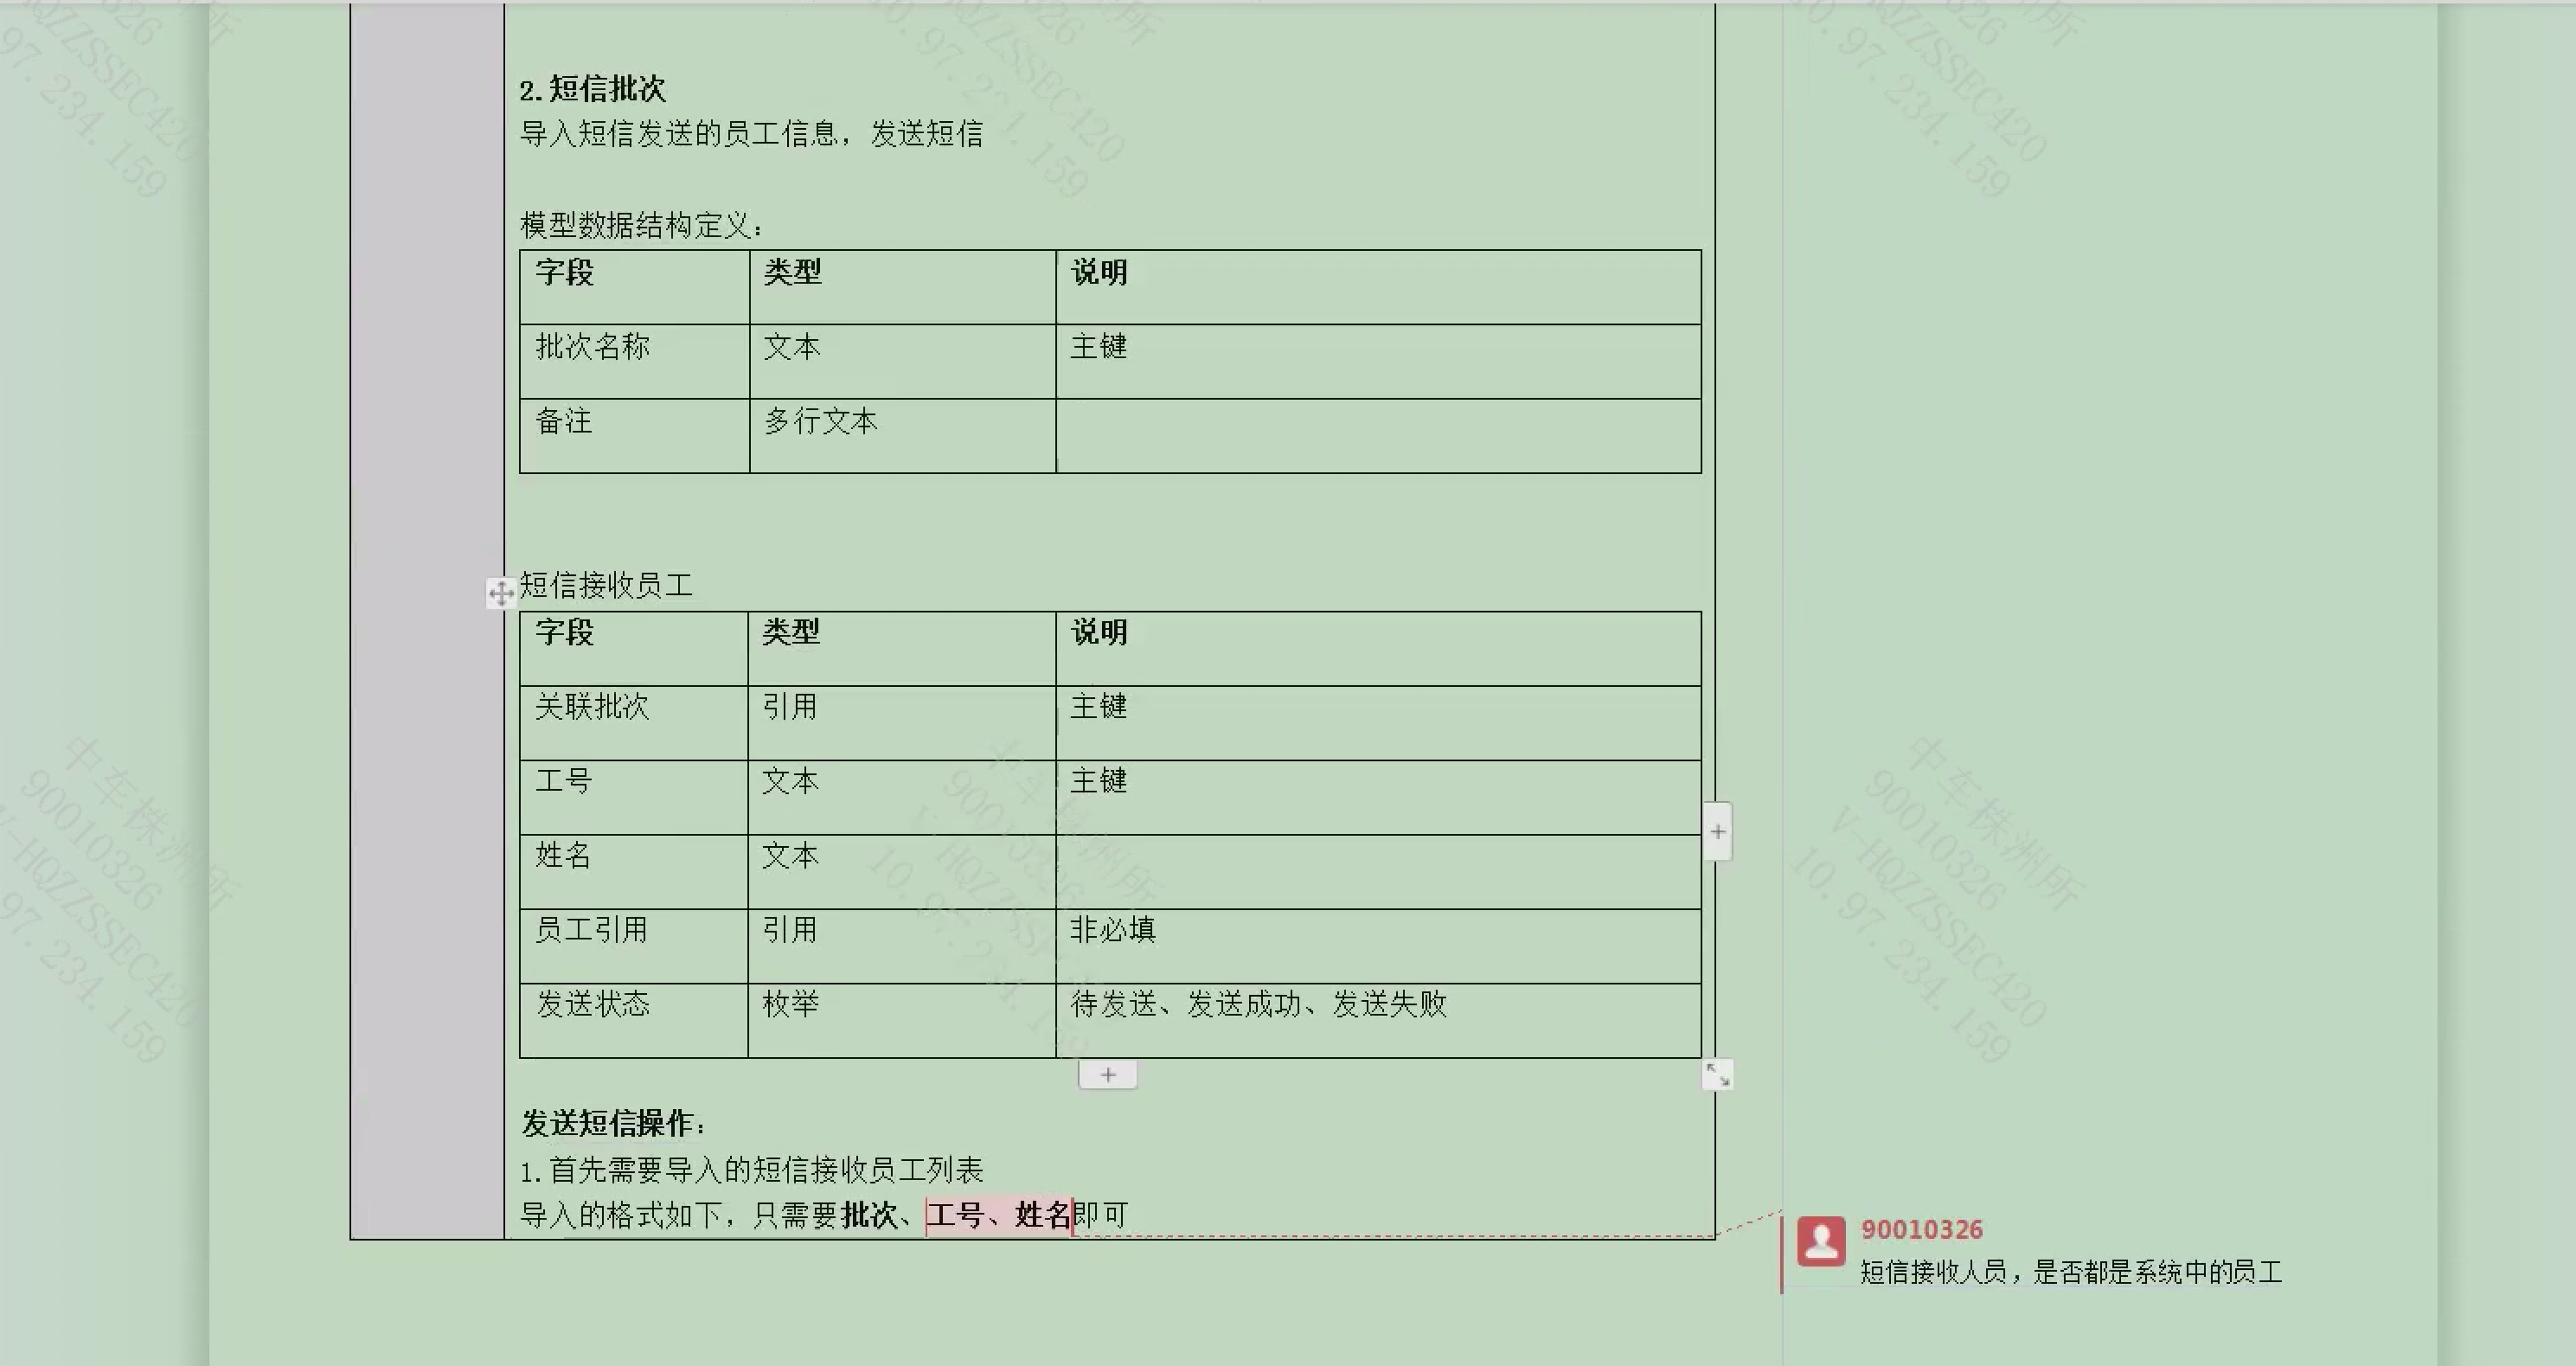 2.短信批次
导入短信发送的员工信息，发送短信
模型数据结构定义：
字段 类型 说明
批次名称 文本 主键
备注 多行文本
短信接收员工
字段 类型 说明
关联批次 引用 主键
工号 文本 主键
姓名 文本
员工引用 引用 非必填
发送状态 枚举 待发送、发送成功、发送失败
发送短信操作：
1.首先需要导入的短信接收员工列表
导入的格式如下，只需要批次、工号、姓名即可
90010326
短信接收人员，是否都是系统中的员工
中车株洲所
90010326
V-HQZZSSEC420
10.97.234.159